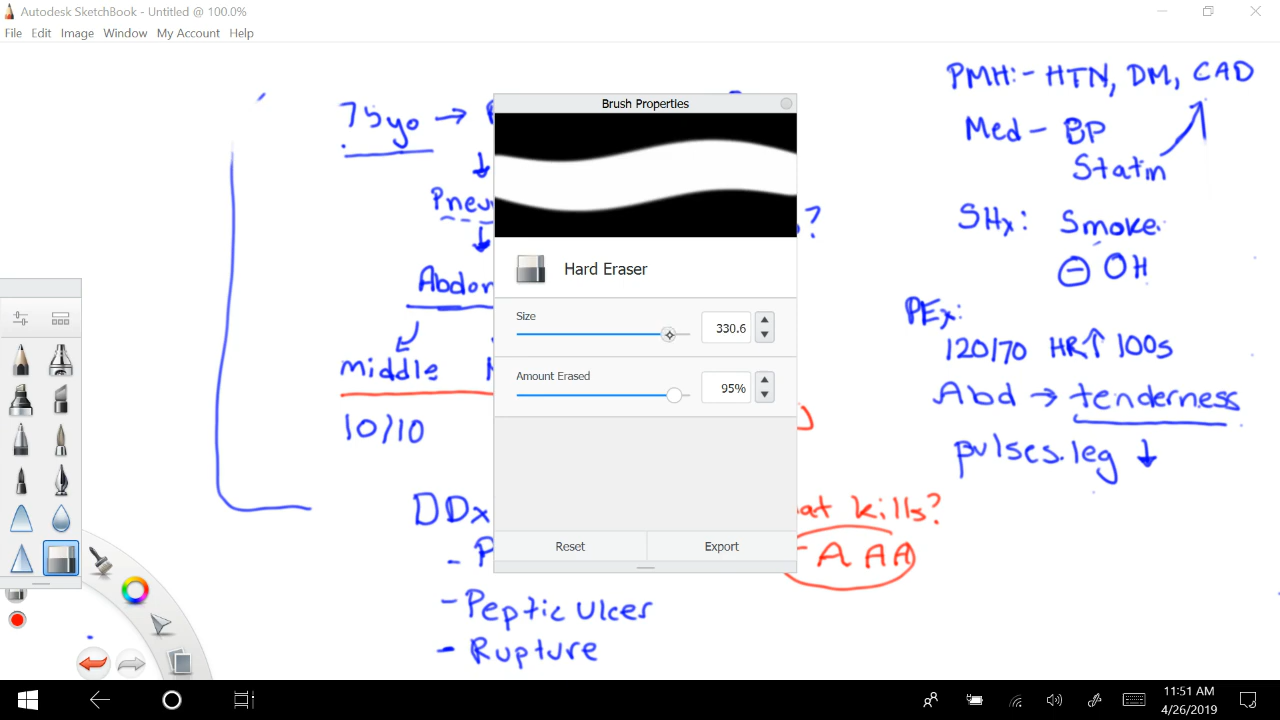 Autodesk SketchBook - Untitled @ 100.0%
File Edit Image Window My Account Help
75yo →
↓
Pneu
↓
Abdom
middle
10/10
DDx
- P
- Peptic Ulcer
- Rupture
Brush Properties
Hard Eraser
Size
330.6
Amount Erased
95%
Reset Export
?
at kills?
- AAA
PMH:- HTN, DM, CAD
Med - BP
Statin
SHx: Smoke
⊖ OH
PEx:
120/70 HR↑ 100s
Abd → tenderness
pulses.leg ↓
11:51 AM
4/26/2019